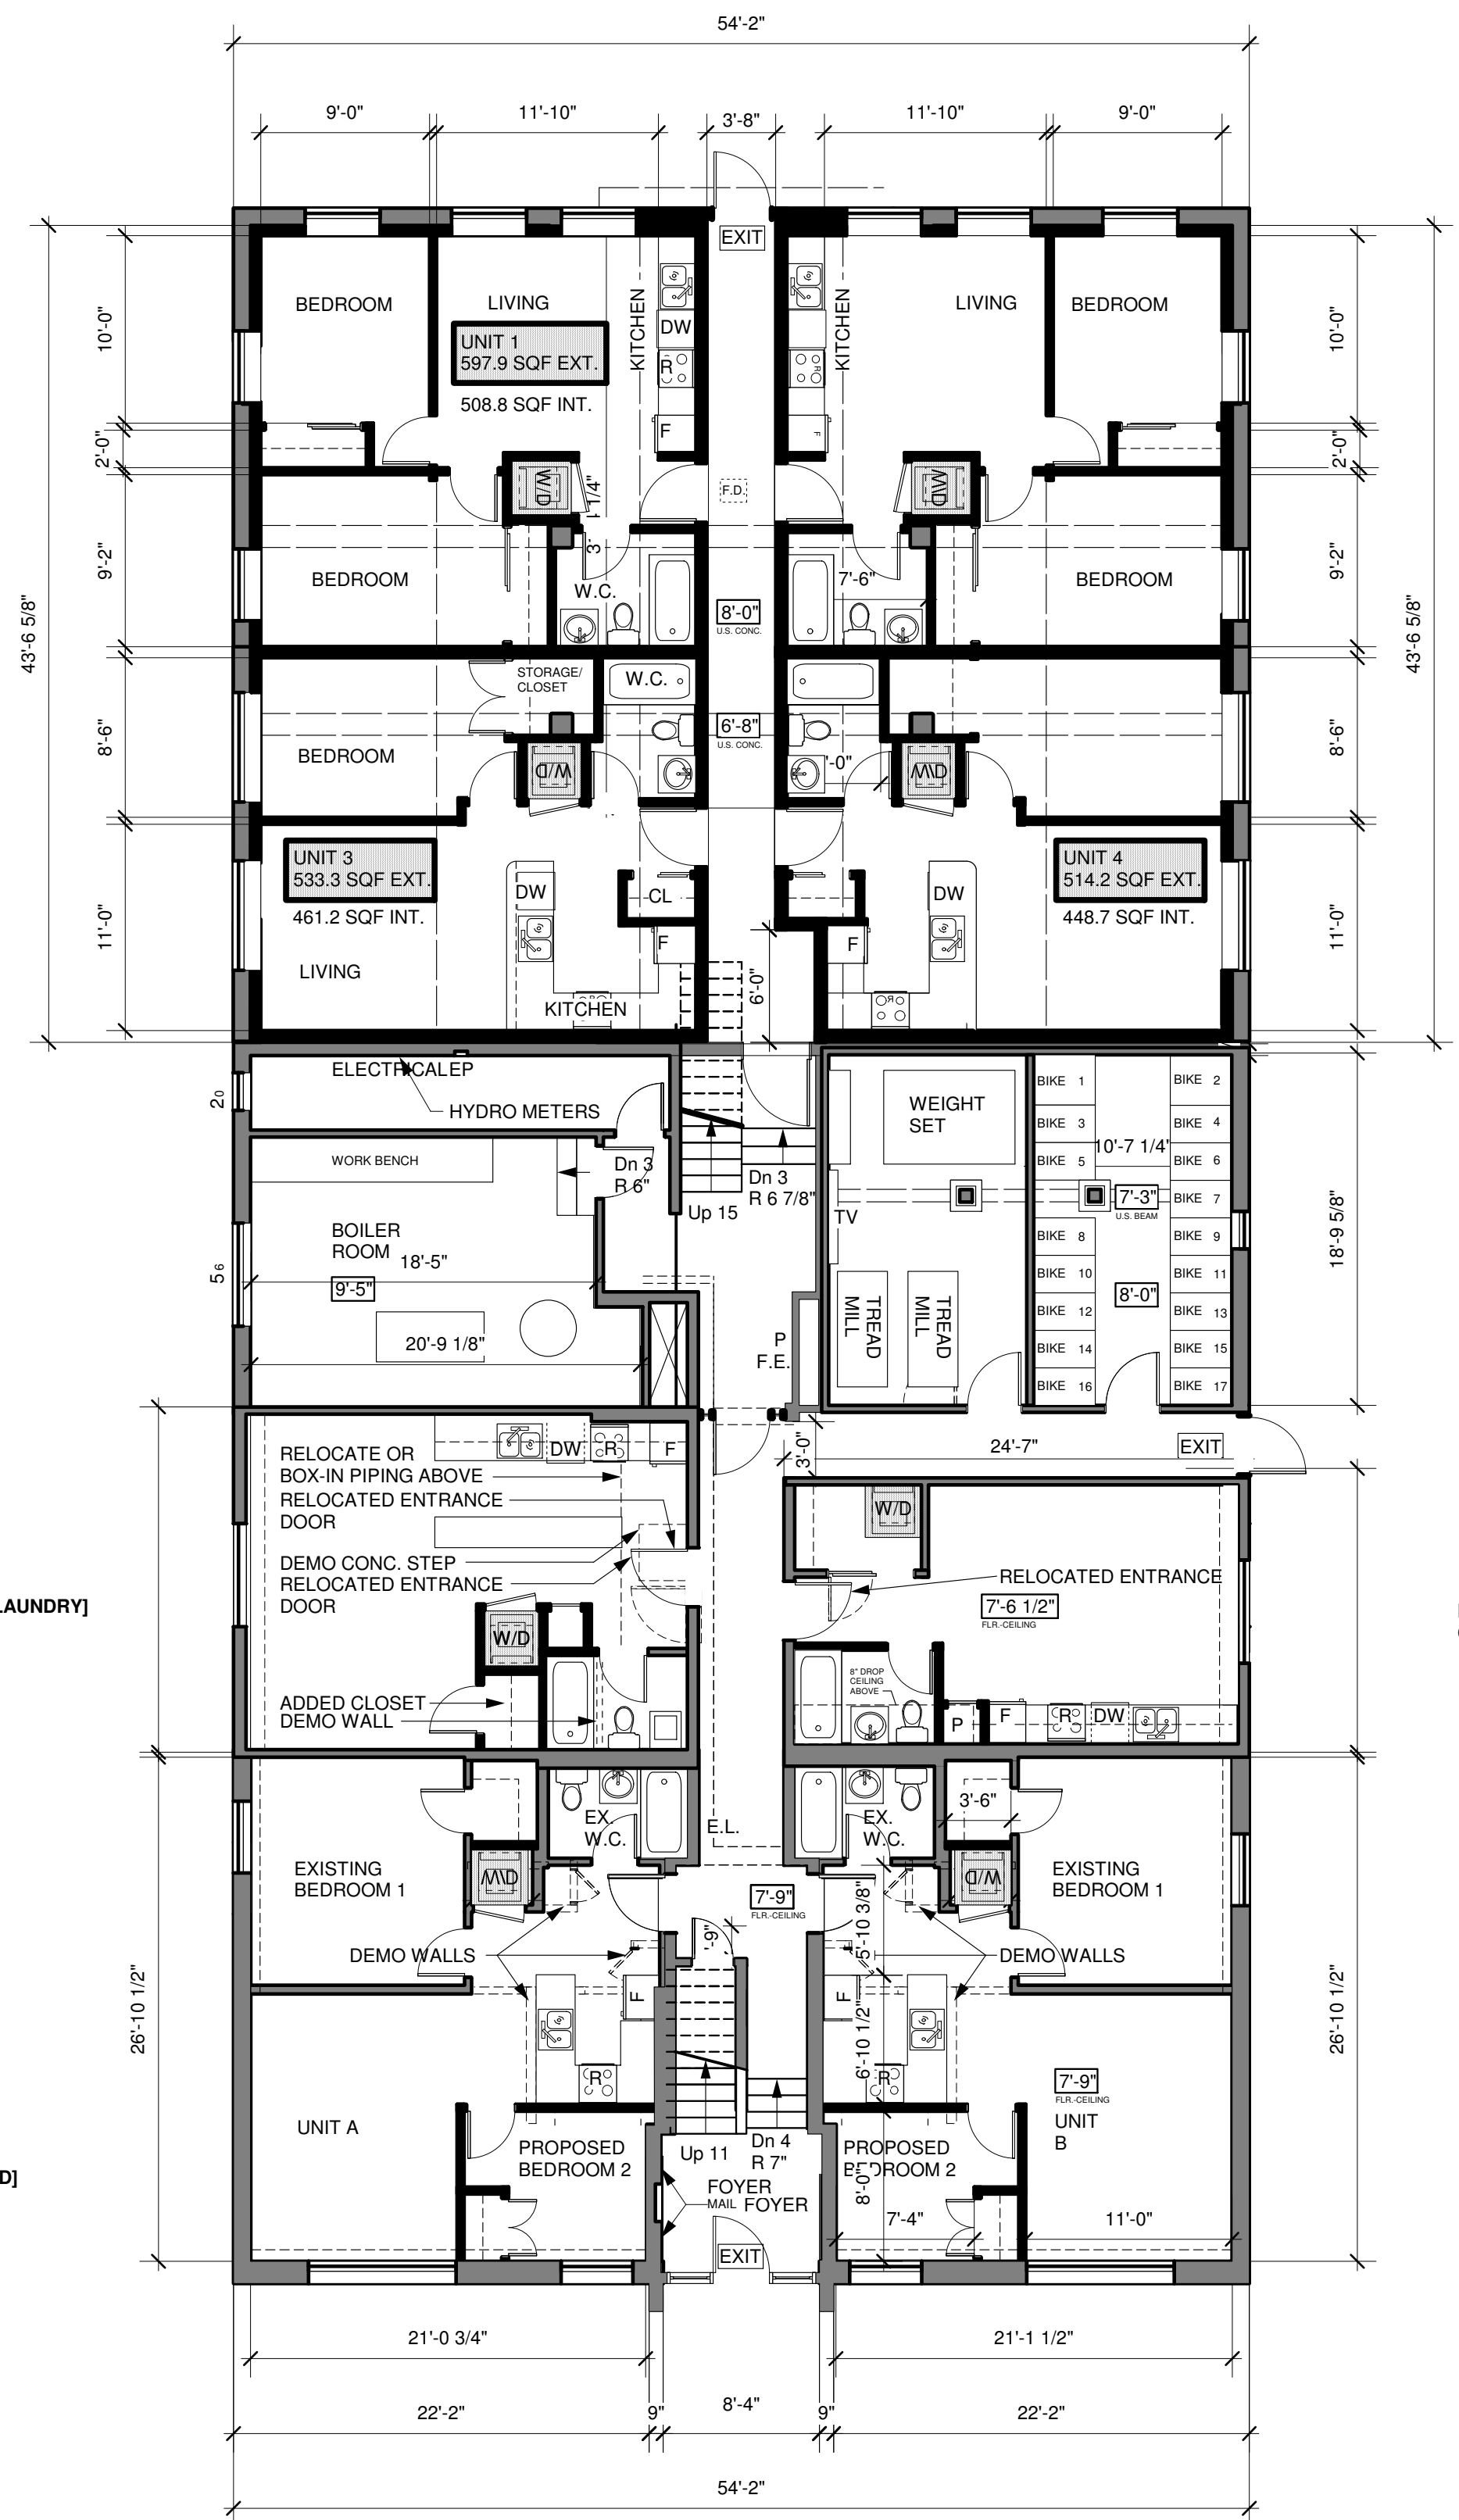 54'-2"
9'-0"
11'-10"
3'-8"
11'-10"
9'-0"
EXIT
BEDROOM
LIVING
KITCHEN
KITCHEN
LIVING
BEDROOM
UNIT 1
597.9 SQF EXT.
508.8 SQF INT.
DW
R
F
R
F
10'-0"
10'-0"
2'-0"
2'-0"
W/D
F.D.
W/D
43'-6 5/8"
43'-6 5/8"
9'-2"
9'-2"
BEDROOM
W.C.
7'-6"
BEDROOM
8'-0"
U.S. CONC.
STORAGE/
CLOSET
W.C.
6'-8"
U.S. CONC.
8'-6"
8'-6"
BEDROOM
W/D
'-0"
W/D
UNIT 3
533.3 SQF EXT.
461.2 SQF INT.
DW
CL
F
LIVING
KITCHEN
UNIT 4
514.2 SQF EXT.
448.7 SQF INT.
DW
F
R
11'-0"
11'-0"
6'-0"
ELECTRICAL EP
HYDRO METERS
20
WORK BENCH
Dn 3
R 6"
Dn 3
R 6 7/8"
Up 15
BOILER
ROOM
18'-5"
9'-5"
56
20'-9 1/8"
P
F.E.
WEIGHT
SET
TV
TREAD
MILL
TREAD
MILL
BIKE 1
BIKE 2
BIKE 3
BIKE 4
10'-7 1/4"
BIKE 5
BIKE 6
7'-3"
U.S. BEAM
BIKE 7
BIKE 8
BIKE 9
BIKE 10
BIKE 11
8'-0"
BIKE 12
BIKE 13
BIKE 14
BIKE 15
BIKE 16
BIKE 17
18'-9 5/8"
3'-0"
24'-7"
EXIT
RELOCATE OR
BOX-IN PIPING ABOVE
RELOCATED ENTRANCE
DOOR
DEMO CONC. STEP
RELOCATED ENTRANCE
DOOR
DW
R
F
W/D
ADDED CLOSET
DEMO WALL
W/D
RELOCATED ENTRANCE
7'-6 1/2"
FLR.-CEILING
8" DROP
CEILING
ABOVE
P
F
R
DW
LAUNDRY]
EX.
W.C.
E.L.
EX.
W.C.
3'-6"
EXISTING
BEDROOM 1
W/D
EXISTING
BEDROOM 1
W/D
7'-9"
FLR.-CEILING
'-9"
5'-10 3/8"
DEMO WALLS
DEMO WALLS
F
F
R
R
6'-10 1/2"
26'-10 1/2"
26'-10 1/2"
7'-9"
FLR.-CEILING
UNIT
B
UNIT A
PROPOSED
BEDROOM 2
Up 11
Dn 4
R 7"
PROPOSED
BEDROOM 2
8'-0"
FOYER
MAIL FOYER
7'-4"
11'-0"
EXIT
D]
21'-0 3/4"
21'-1 1/2"
22'-2"
9"
8'-4"
9"
22'-2"
54'-2"